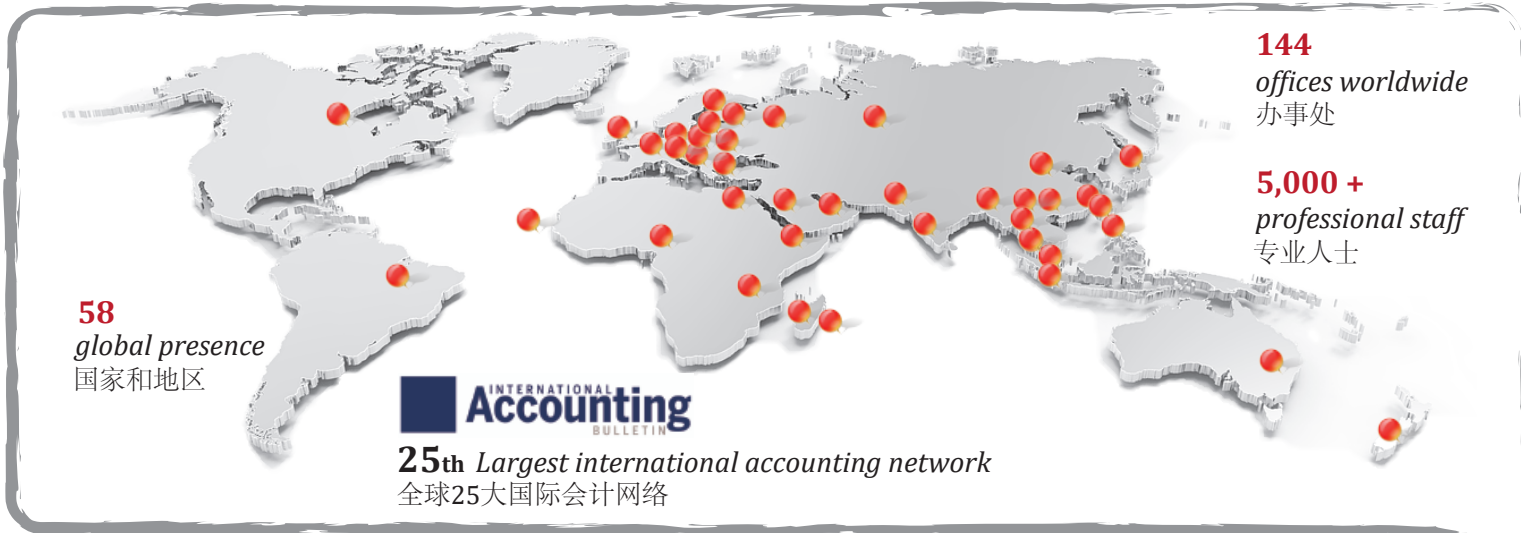 144
offices worldwide
办事处
5,000 +
professional staff
专业人士
58
global presence
国家和地区
INTERNATIONAL
Accounting
BULLETIN
25th Largest international accounting network
全球25大国际会计网络